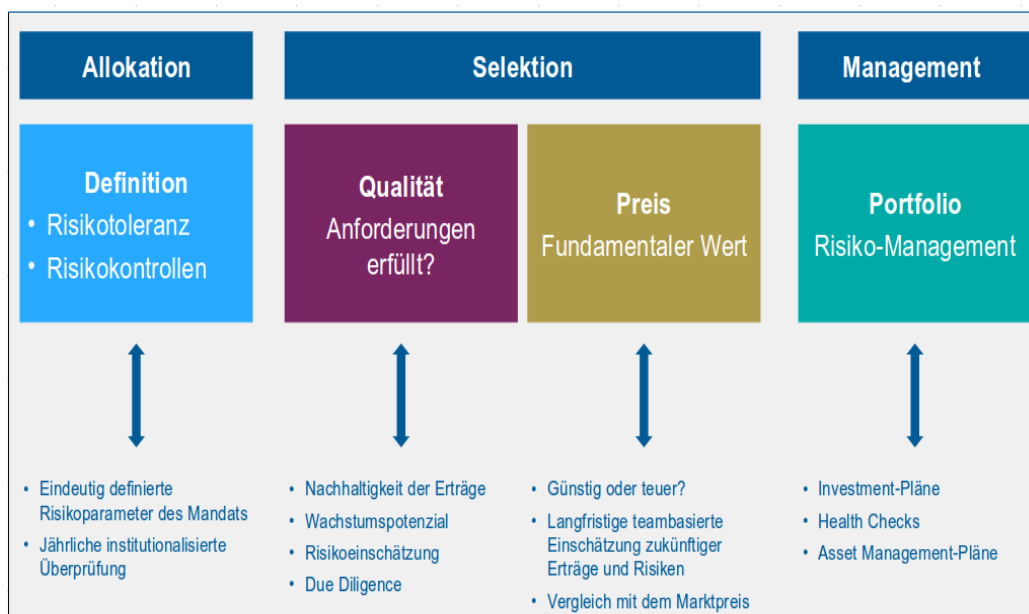 Allokation
Selektion
Management
Definition
• Risikotoleranz
• Risikokontrollen
Qualität
Anforderungen
erfüllt?
Preis
Fundamentaler Wert
Portfolio
Risiko-Management
• Eindeutig definierte
Risikoparameter des Mandats
• Jährliche institutionalisierte
Überprüfung
• Nachhaltigkeit der Erträge
• Wachstumspotenzial
• Risikoeinschätzung
• Due Diligence
• Günstig oder teuer?
• Langfristige teambasierte
Einschätzung zukünftiger
Erträge und Risiken
• Vergleich mit dem Marktpreis
• Investment-Pläne
• Health Checks
• Asset Management-Pläne